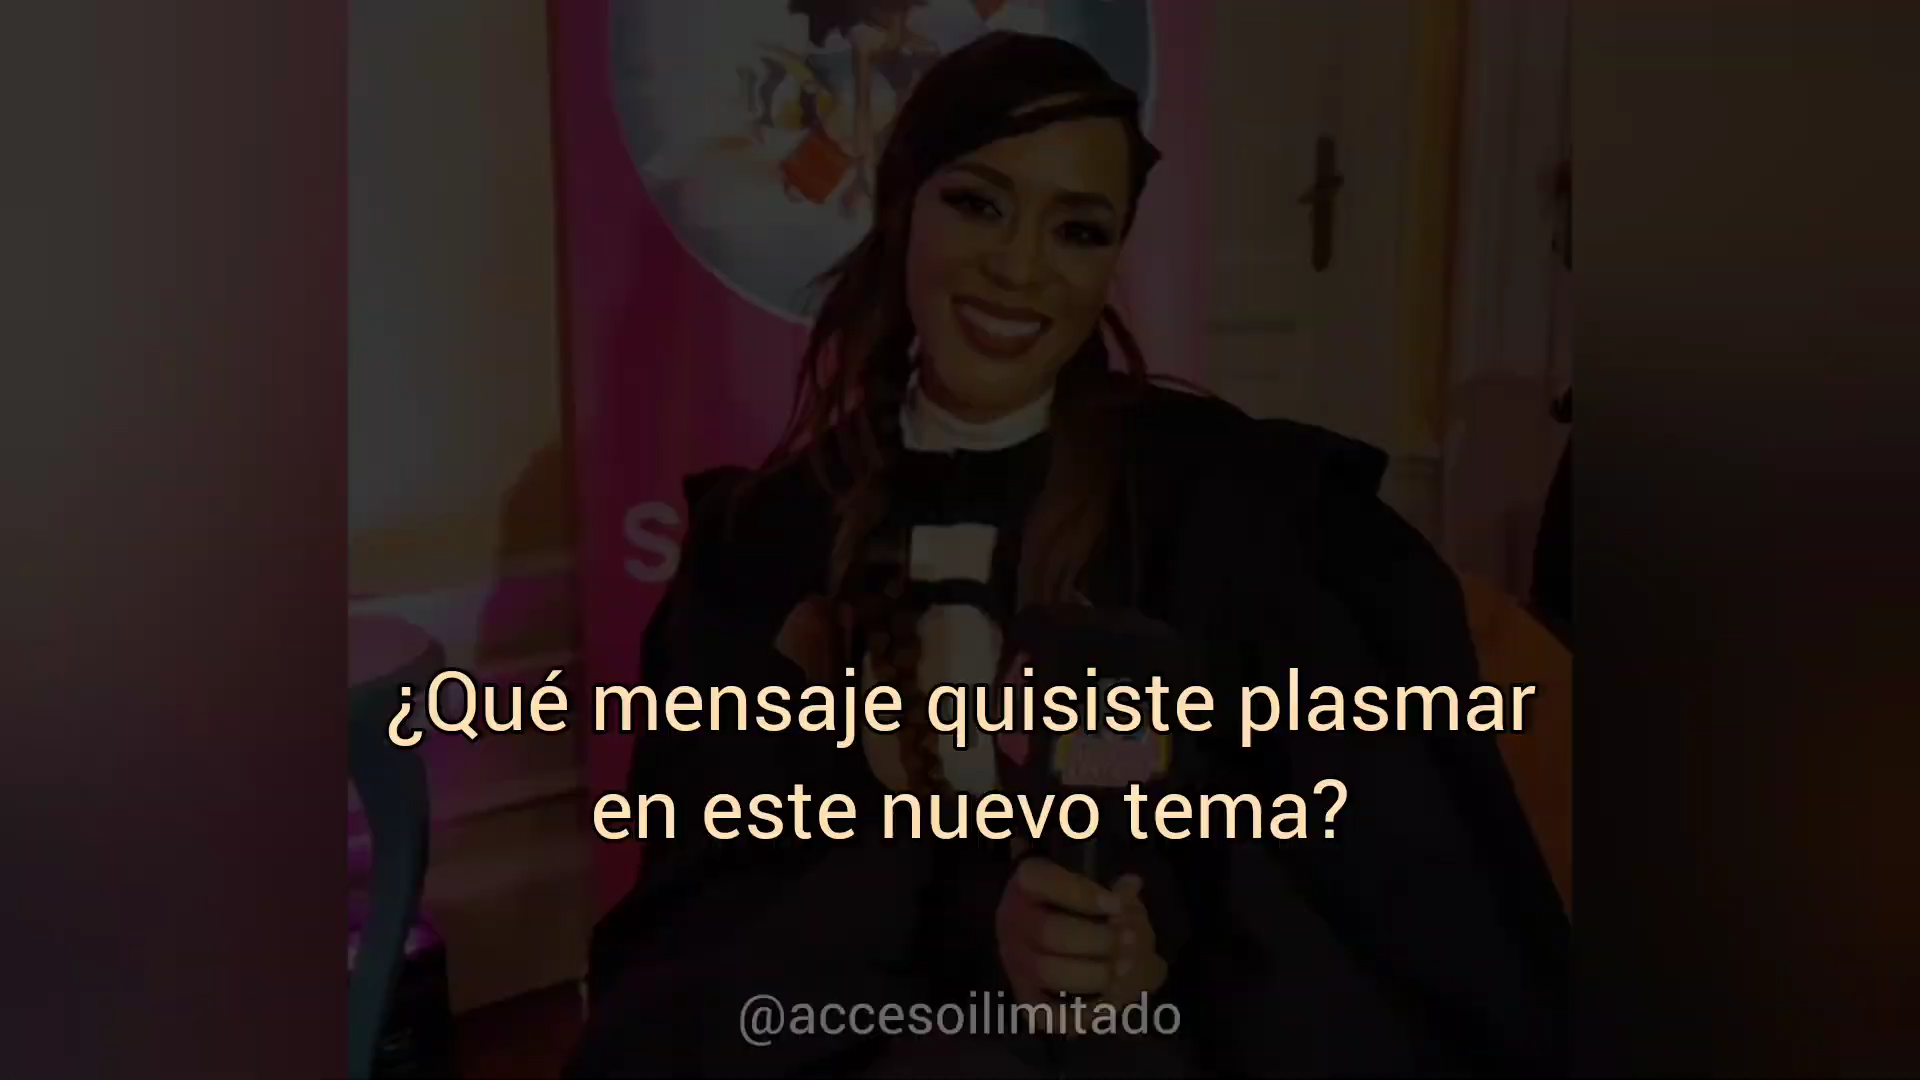 S
¿Qué mensaje quisiste plasmar
en este nuevo tema?
@accesoilimitado